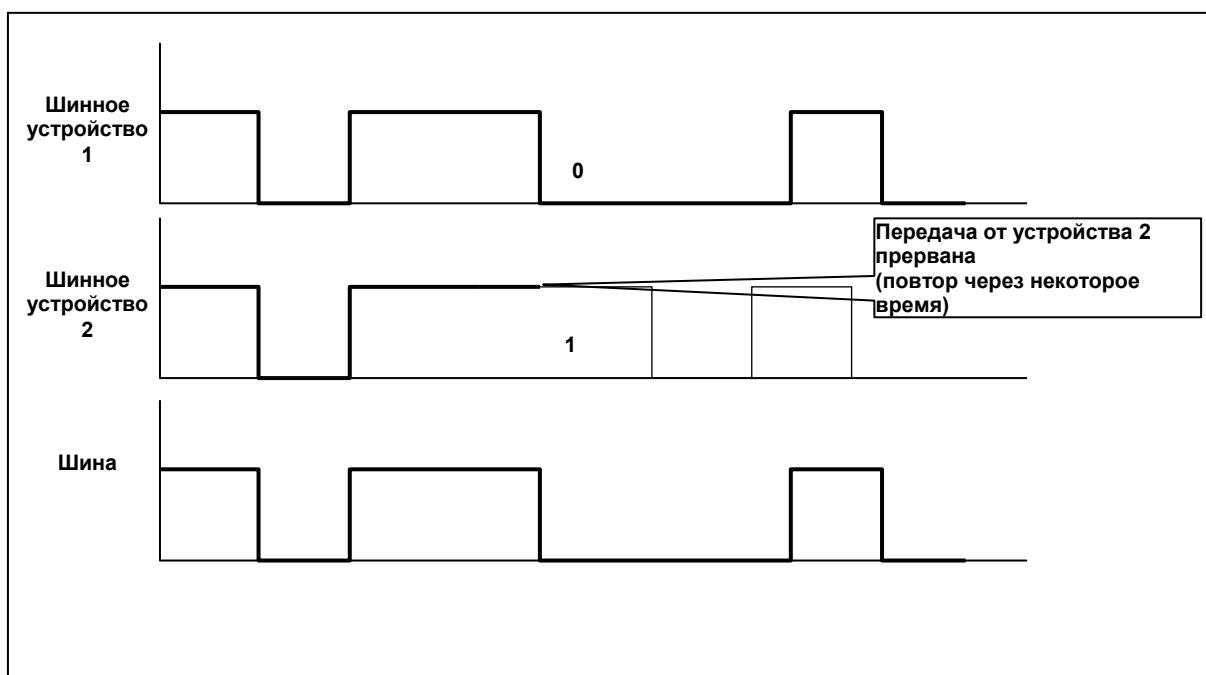 Шинное
устройство
1
0
Передача от устройства 2
прервана
(повтор через некоторое
время)
Шинное
устройство
2
1
Шина